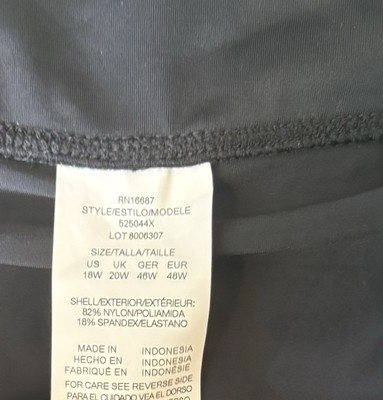 RN16687
STYLE/ESTILO/MODELE
525044X
LOT 6006307
SIZE/TALLA/TAILLE
US UK GER EUR
18W 20W 46W 48W
SHELL/EXTERIOR/EXTÉRIEUR:
82% NYLON/POLIAMIDA
18% SPANDEX/ELASTANO
MADE IN INDONESIA
HECHO EN INDONESIA
FABRIQUÉ EN INDONÉSIE
FOR CARE SEE REVERSE SIDE
PARA EL CUIDADO VEA EL DORSO